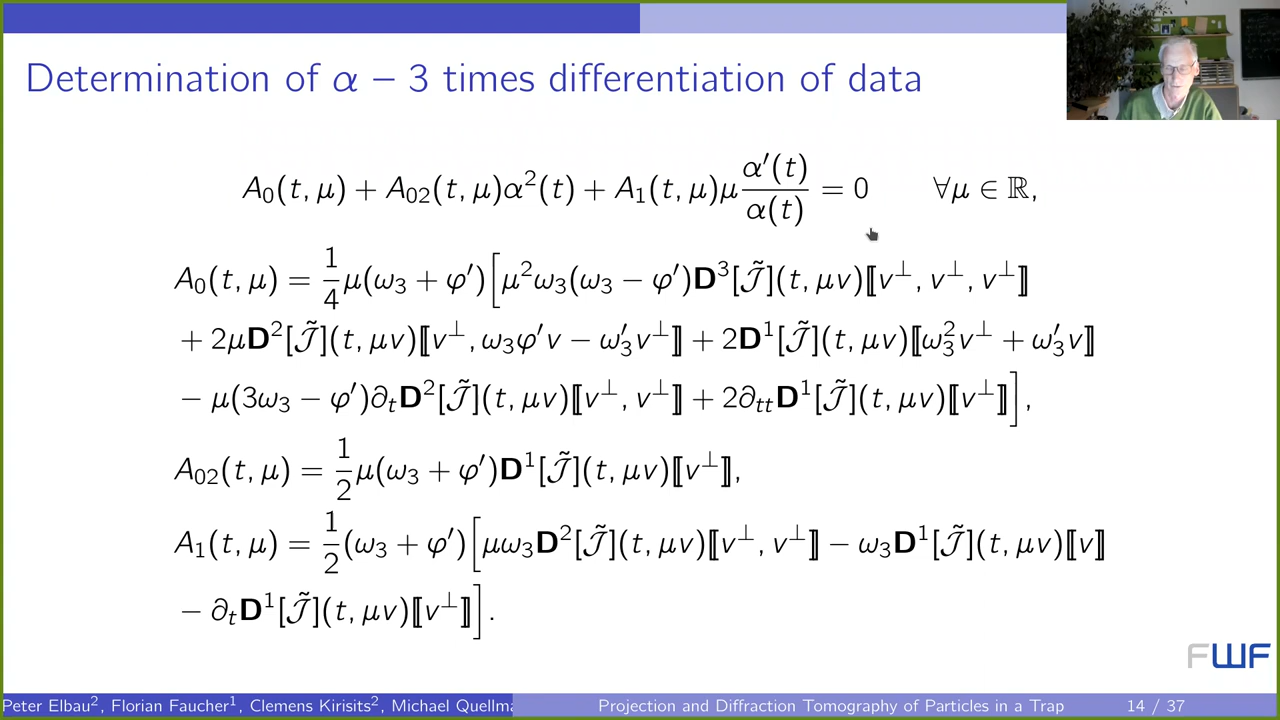 Determination of α – 3 times differentiation of data
A₀(t, μ) + A₀₂(t, μ)α²(t) + A₁(t, μ)μ α′(t)/α(t) = 0 ∀μ ∈ ℝ,
A₀(t, μ) = 1/4 μ(ω₃ + φ′)[μ²ω₃(ω₃ − φ′)D³[𝒥̃](t, μv)⟦v⊥, v⊥, v⊥⟧
+ 2μD²[𝒥̃](t, μv)⟦v⊥, ω₃φ′v − ω₃′v⊥⟧ + 2D¹[𝒥̃](t, μv)⟦ω₃²v⊥ + ω₃′v⟧
− μ(3ω₃ − φ′)∂ₜD²[𝒥̃](t, μv)⟦v⊥, v⊥⟧ + 2∂ₜₜD¹[𝒥̃](t, μv)⟦v⊥⟧],
A₀₂(t, μ) = 1/2 μ(ω₃ + φ′)D¹[𝒥̃](t, μv)⟦v⊥⟧,
A₁(t, μ) = 1/2 (ω₃ + φ′)[μω₃D²[𝒥̃](t, μv)⟦v⊥, v⊥⟧ − ω₃D¹[𝒥̃](t, μv)⟦v⟧
− ∂ₜD¹[𝒥̃](t, μv)⟦v⊥⟧].
FWF
Peter Elbau², Florian Faucher¹, Clemens Kirisits², Michael Quellm
Projection and Diffraction Tomography of Particles in a Trap
14 / 37